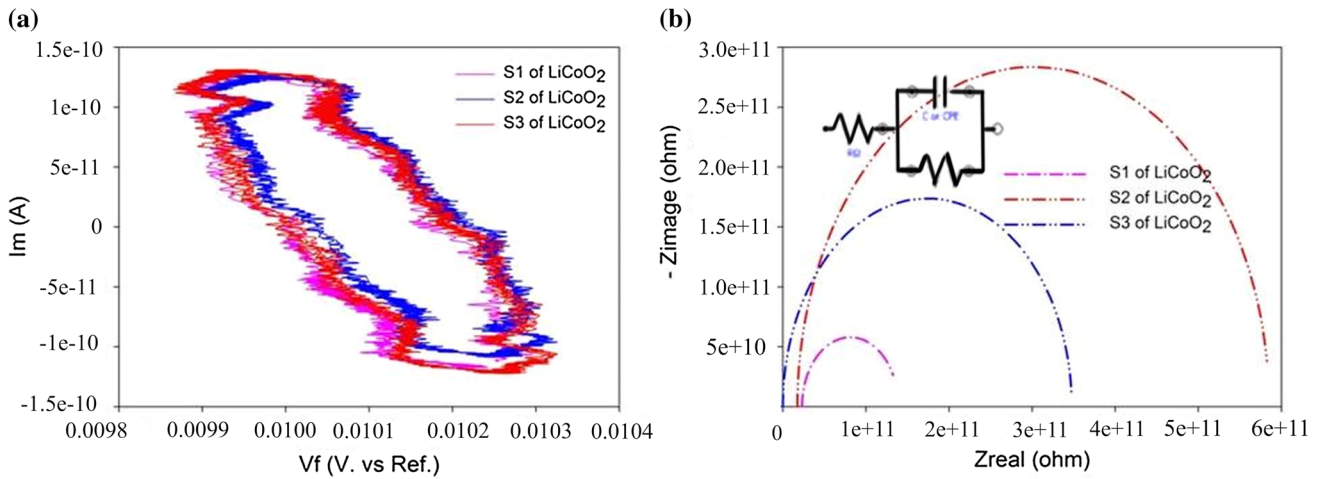 (a)
1.5e-10
1e-10
5e-11
0
-5e-11
-1e-10
-1.5e-10
Im (A)
0.0098
0.0099
0.0100
0.0101
0.0102
0.0103
0.0104
Vf (V. vs Ref.)
S1 of LiCoO2
S2 of LiCoO2
S3 of LiCoO2
(b)
3.0e+11
2.5e+11
2.0e+11
1.5e+11
1.0e+11
5e+10
- Zimage (ohm)
0
1e+11
2e+11
3e+11
4e+11
5e+11
6e+11
Zreal (ohm)
C or CPE
RΩ
S1 of LiCoO2
S2 of LiCoO2
S3 of LiCoO2